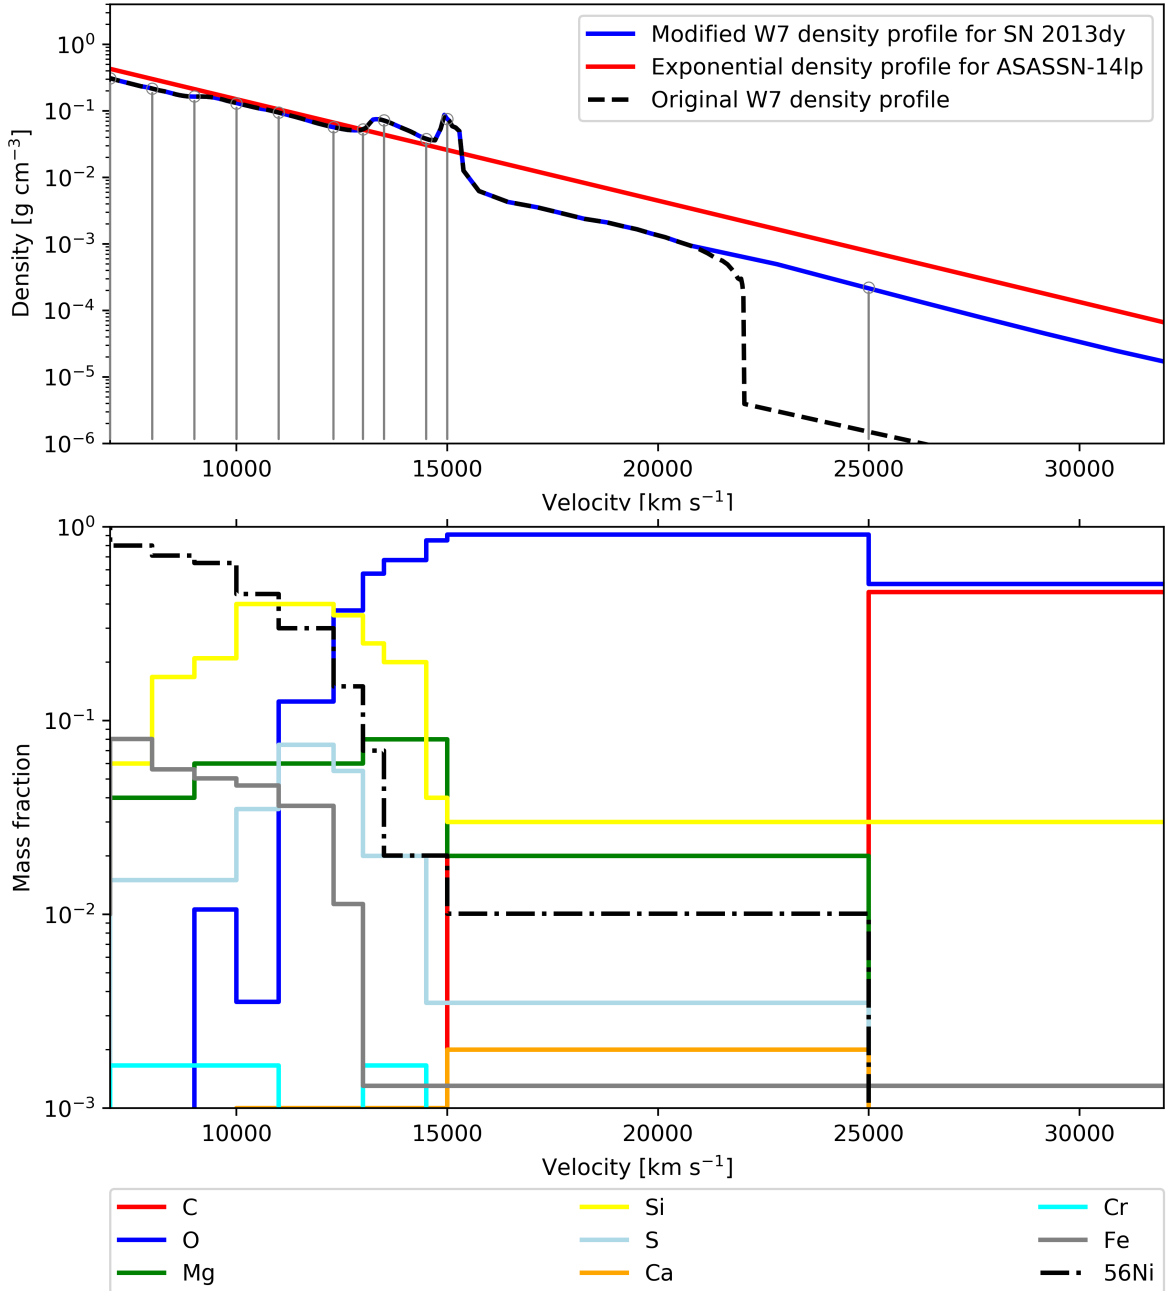 Modified W7 density profile for SN 2013dy
Exponential density profile for ASASSN-14lp
Original W7 density profile
Density [g cm⁻³]
10⁰
10⁻¹
10⁻²
10⁻³
10⁻⁴
10⁻⁵
10⁻⁶
10000 15000 20000 25000 30000
Velocity [km s⁻¹]
Mass fraction
10⁰
10⁻¹
10⁻²
10⁻³
10000 15000 20000 25000 30000
Velocity [km s⁻¹]
C Si Cr
O S Fe
Mg Ca 56Ni